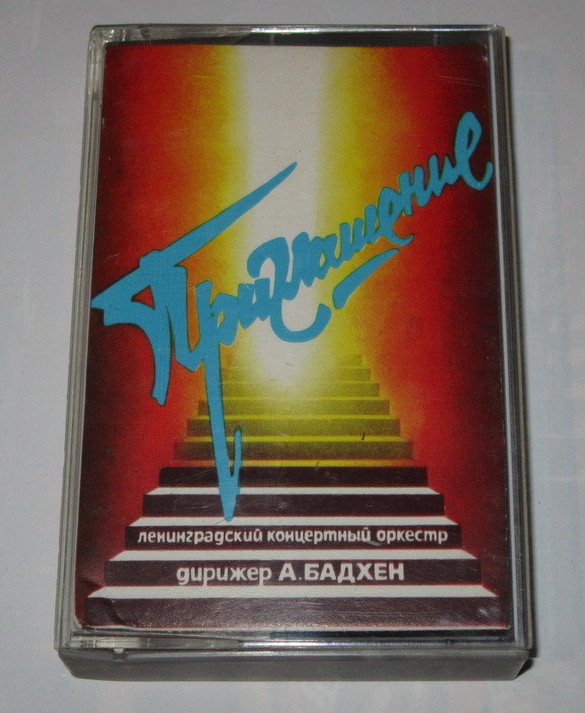 Приглашение
ленинградский концертный оркестр
дирижер А.БАДХЕН